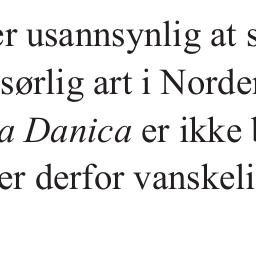 er usannsynlig at s
sørlig art i Norden
a Danica er ikke b
er derfor vanskeli